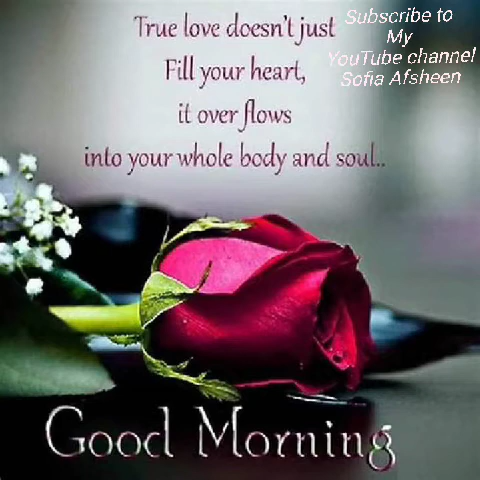 True love doesn't just
Fill your heart,
it over flows
into your whole body and soul..
Subscribe to
My
YouTube channel
Sofia Afsheen
Good Morning